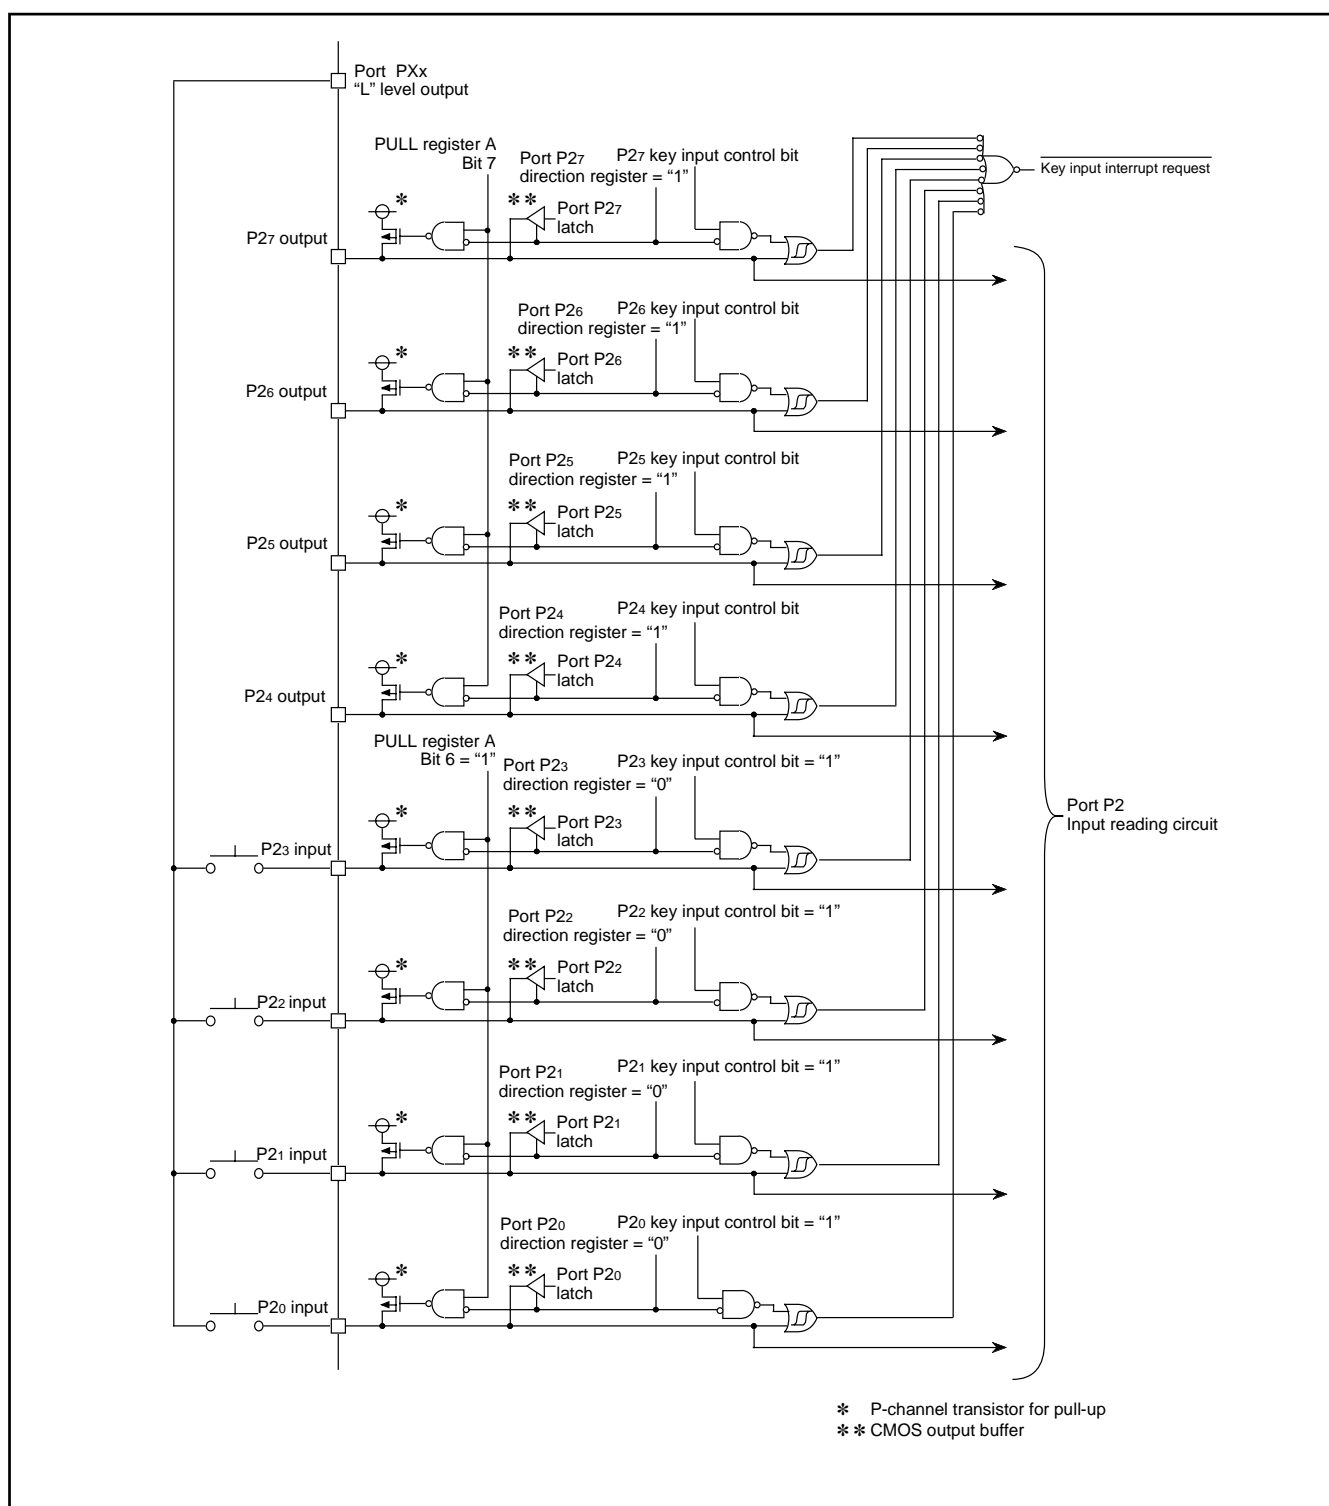 Port PXx
“L” level output
PULL register A
Bit 7
Port P27
direction register = “1”
P27 key input control bit
Key input interrupt request
*
**
Port P27
latch
P27 output
Port P26
direction register = “1”
P26 key input control bit
*
**
Port P26
latch
P26 output
Port P25
direction register = “1”
P25 key input control bit
*
**
Port P25
latch
P25 output
Port P24
direction register = “1”
P24 key input control bit
*
**
Port P24
latch
P24 output
PULL register A
Bit 6 = “1”
Port P23
direction register = “0”
P23 key input control bit = “1”
*
**
Port P23
latch
P23 input
Port P2
Input reading circuit
Port P22
direction register = “0”
P22 key input control bit = “1”
*
**
Port P22
latch
P22 input
Port P21
direction register = “0”
P21 key input control bit = “1”
*
**
Port P21
latch
P21 input
Port P20
direction register = “0”
P20 key input control bit = “1”
*
**
Port P20
latch
P20 input
* P-channel transistor for pull-up
** CMOS output buffer